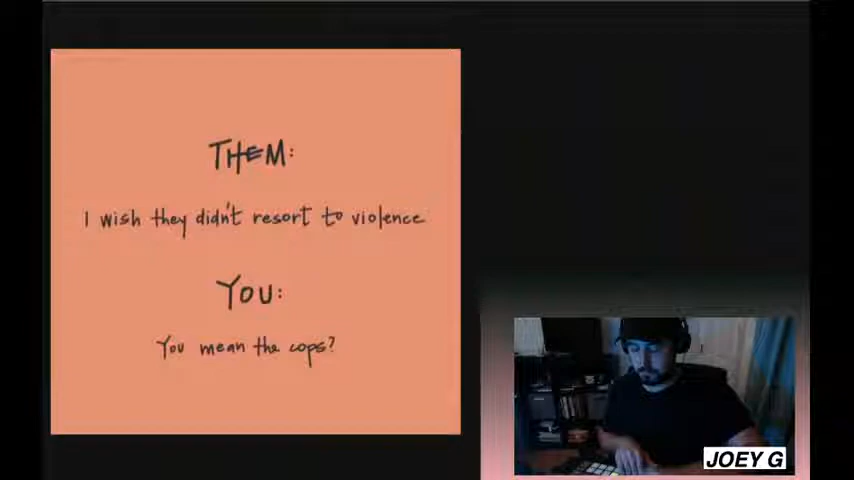 THEM:
I wish they didn't resort to violence
YOU:
You mean the cops?
JOEY G